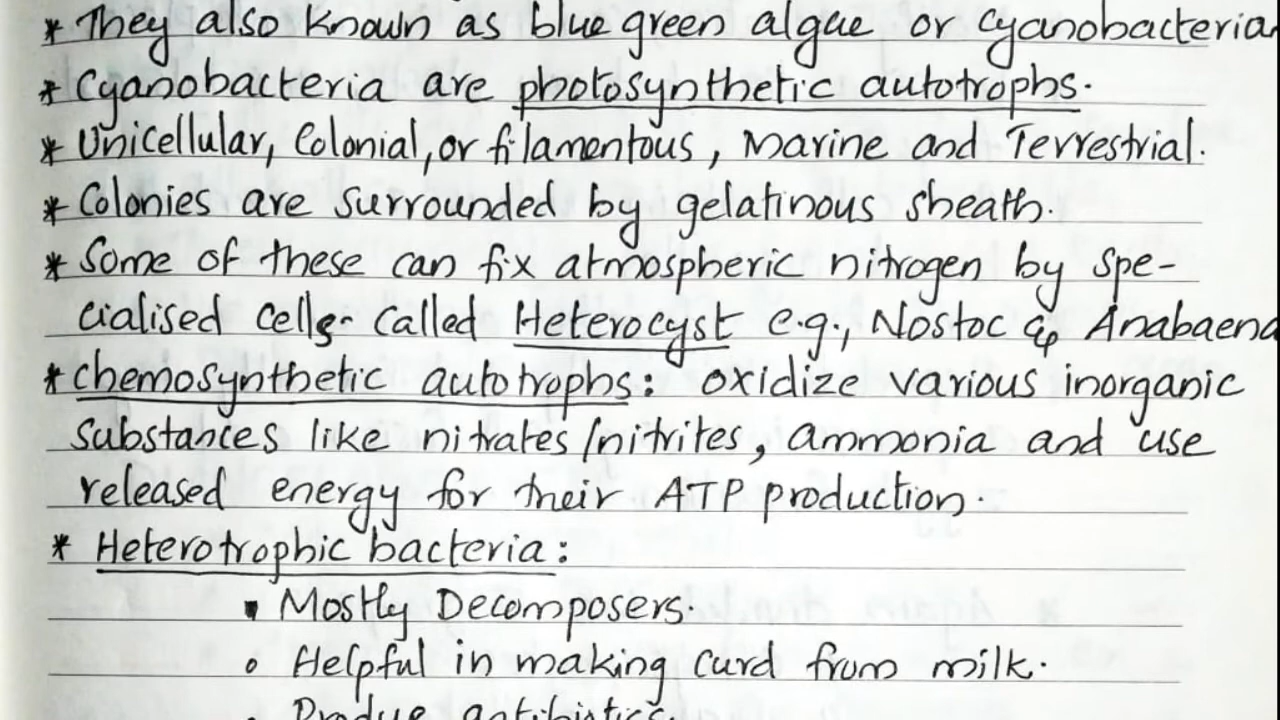 * They also known as blue green algae or cyanobacteria
* Cyanobacteria are photosynthetic autotrophs.
* Unicellular, Colonial, or filamentous, Marine and Terrestrial.
* Colonies are surrounded by gelatinous sheath.
* Some of these can fix atmospheric nitrogen by spe-
cialised cells. called Heterocyst e.g., Nostoc & Anabaena
* chemosynthetic autotrophs: oxidize various inorganic
substances like nitrates/nitrites, ammonia and use
released energy for their ATP production.
* Heterotrophic bacteria:
▪ Mostly Decomposers.
o Helpful in making curd from milk.
• Produe antibiotics.